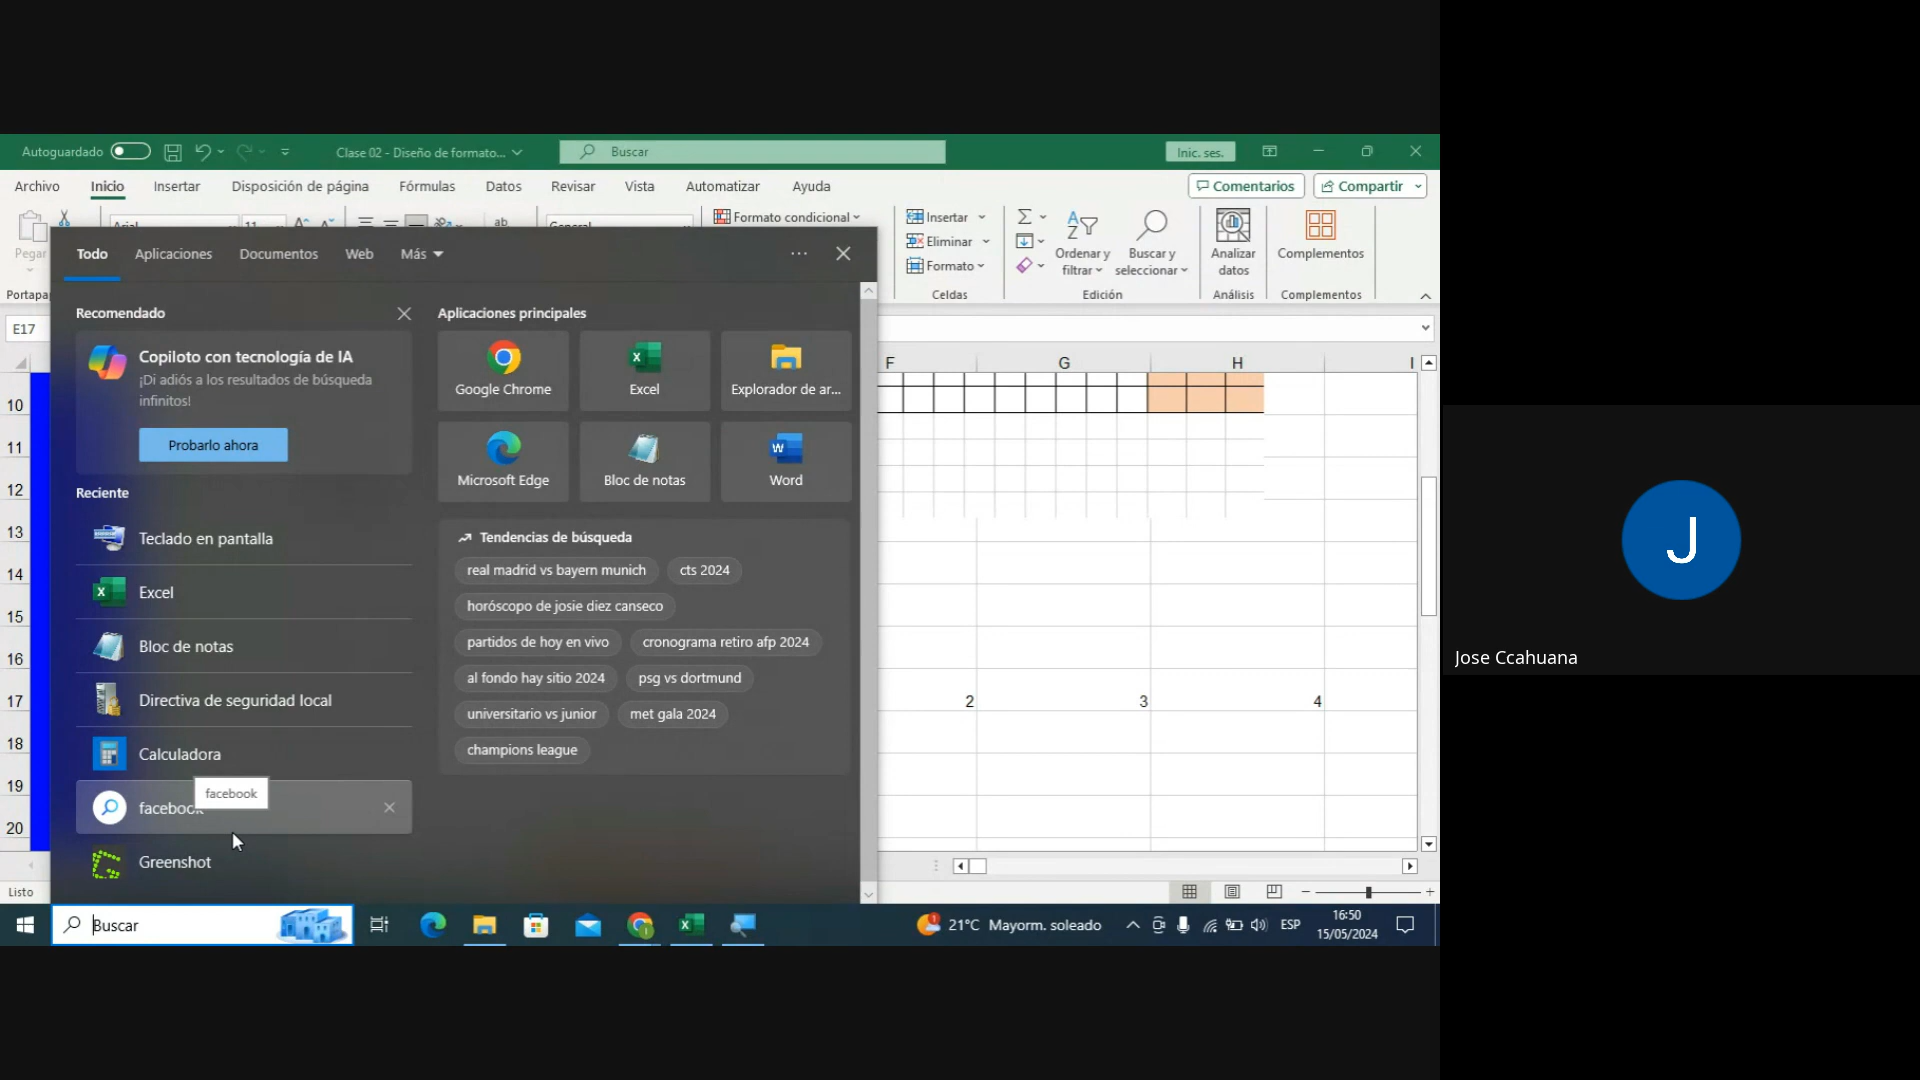 Autoguardado
Clase 02 - Diseño de formato...
Buscar
Inic. ses.
Archivo
Inicio
Insertar
Disposición de página
Fórmulas
Datos
Revisar
Vista
Automatizar
Ayuda
Comentarios
Compartir
Pegar
11
ab
Formato condicional
Insertar
Eliminar
Formato
Celdas
Ordenar y
filtrar
Buscar y
seleccionar
Edición
Analizar
datos
Análisis
Complementos
Complementos
E17
Todo
Aplicaciones
Documentos
Web
Más
Recomendado
Copiloto con tecnología de IA
¡Di adiós a los resultados de búsqueda
infinitos!
Probarlo ahora
Reciente
Teclado en pantalla
Excel
Bloc de notas
Directiva de seguridad local
Calculadora
facebook
facebook
Greenshot
Aplicaciones principales
Google Chrome
Excel
Explorador de ar...
Microsoft Edge
Bloc de notas
Word
Tendencias de búsqueda
real madrid vs bayern munich
cts 2024
horóscopo de josie diez canseco
partidos de hoy en vivo
cronograma retiro afp 2024
al fondo hay sitio 2024
psg vs dortmund
universitario vs junior
met gala 2024
champions league
F
G
H
I
10
11
12
13
14
15
16
17
2
3
4
18
19
20
Listo
Buscar
21°C Mayorm. soleado
ESP
16:50
15/05/2024
J
Jose Ccahuana